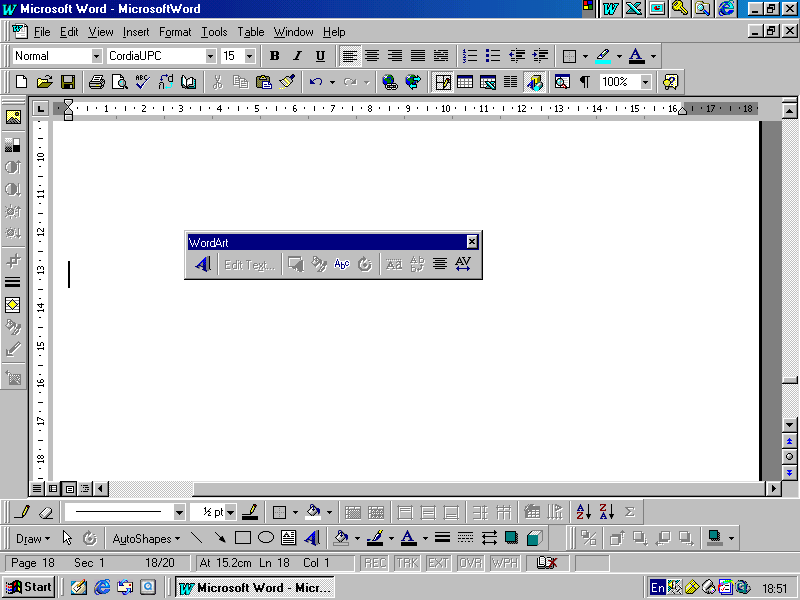 Microsoft Word - MicrosoftWord
File Edit View Insert Format Tools Table Window Help
Normal CordiaUPC 15 B I U A
ABC 100%
L 1 2 3 4 5 6 7 8 9 10 11 12 13 14 15 16 17 18
10
11
12
13
14
15
16
17
18
WordArt
Edit Text... Abc Aa Ab AV
½ pt A Z Z A Σ
Draw AutoShapes A A
Page 18 Sec 1 18/20 At 15.2cm Ln 18 Col 1 REC TRK EXT OVR WPH
Start Microsoft Word - Micr... En 18:51